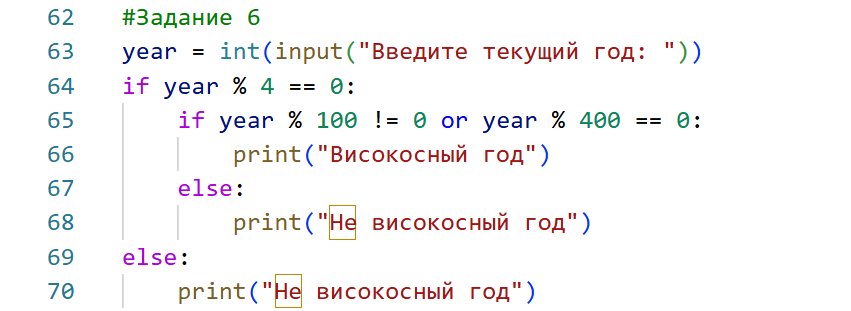 62 #Задание 6
63 year = int(input("Введите текущий год: "))
64 if year % 4 == 0:
65     if year % 100 != 0 or year % 400 == 0:
66         print("Високосный год")
67     else:
68         print("Не високосный год")
69 else:
70     print("Не високосный год")